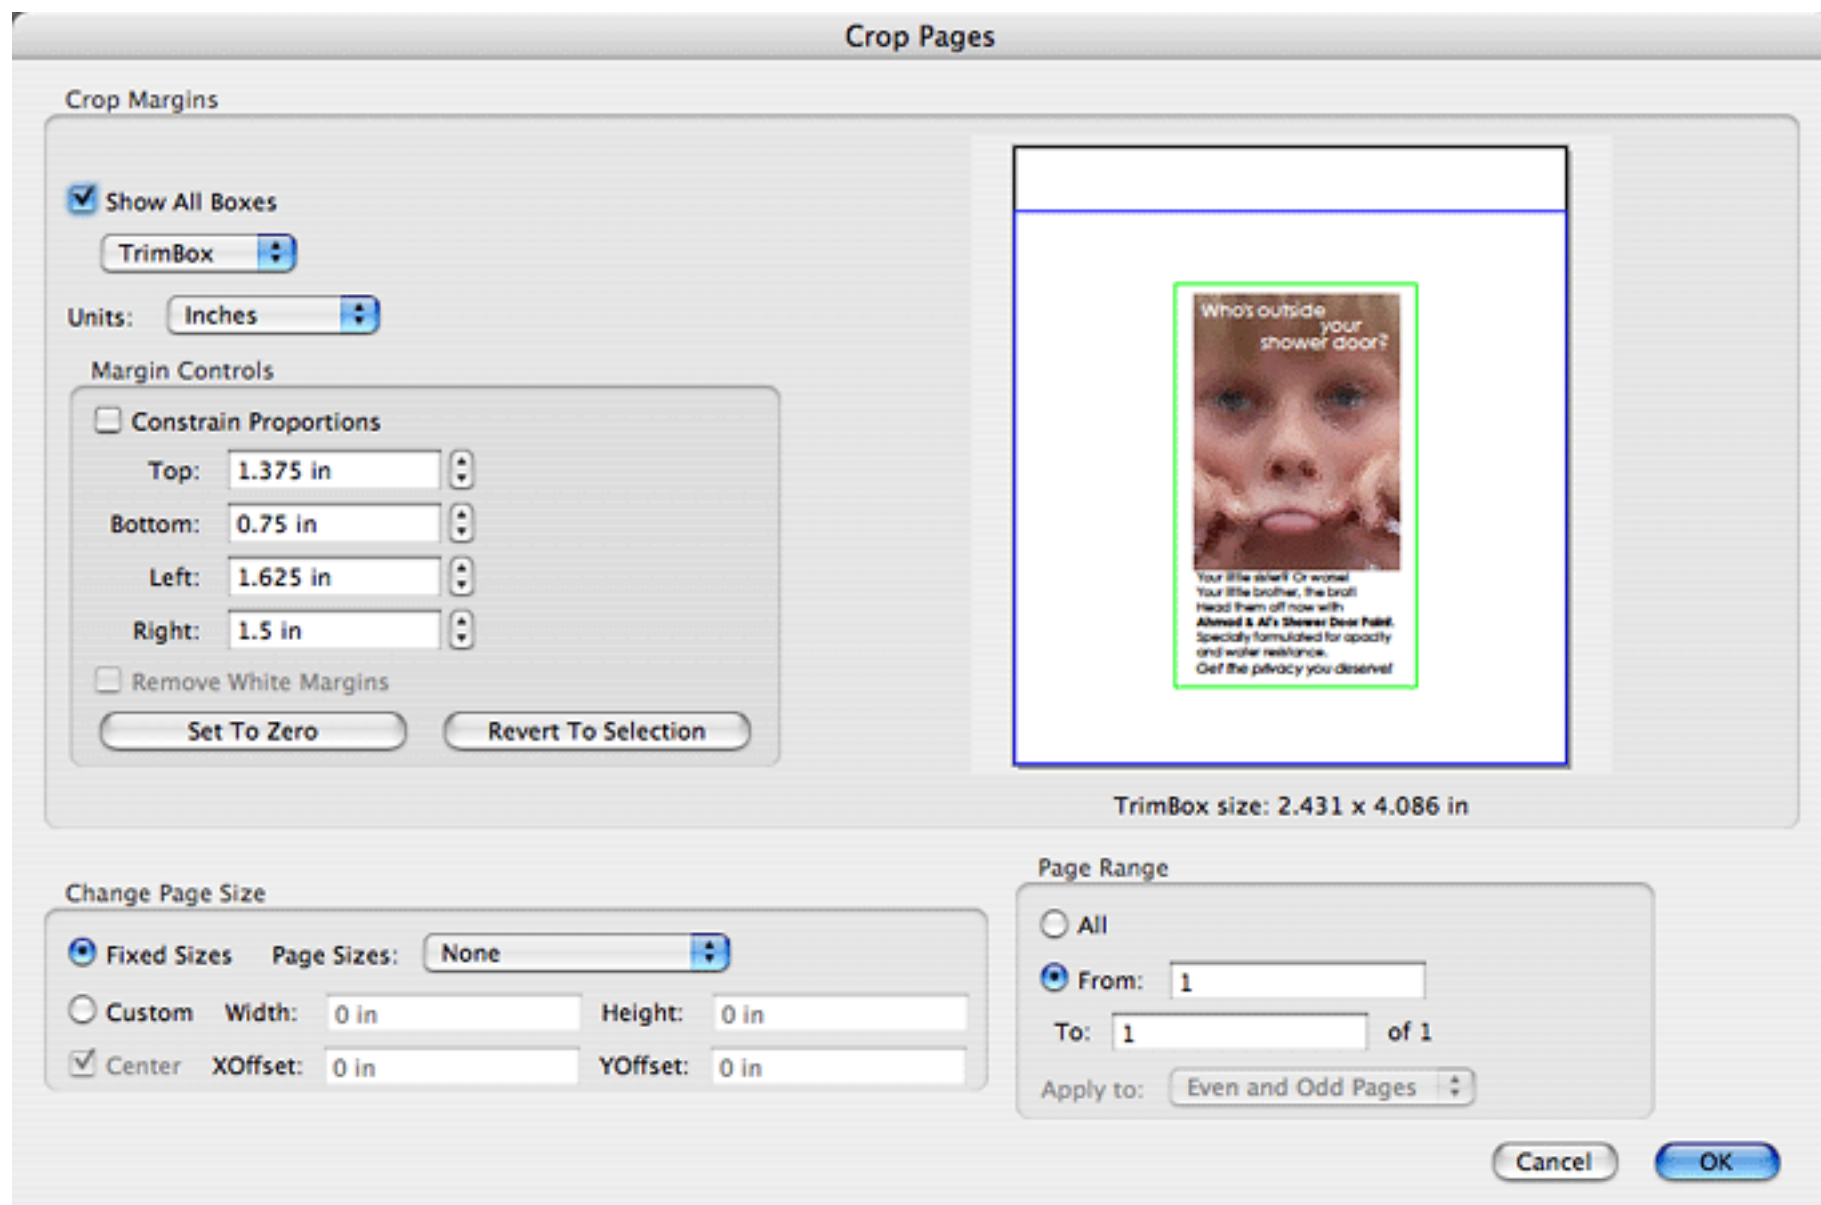 Crop Pages
Crop Margins
Show All Boxes
TrimBox
Units: Inches
Margin Controls
Constrain Proportions
Top: 1.375 in
Bottom: 0.75 in
Left: 1.625 in
Right: 1.5 in
Remove White Margins
Set To Zero Revert To Selection
Who's outside
your
shower door?
Your little sister? Or worse!
Your little brother, the brat!
Head them off now with
Ahmad & Al's Shower Door Paint.
Specially formulated for opacity
and water resistance.
Get the privacy you deserve!
TrimBox size: 2.431 x 4.086 in
Change Page Size
Fixed Sizes Page Sizes: None
Custom Width: 0 in Height: 0 in
Center XOffset: 0 in YOffset: 0 in
Page Range
All
From: 1
To: 1 of 1
Apply to: Even and Odd Pages
Cancel OK